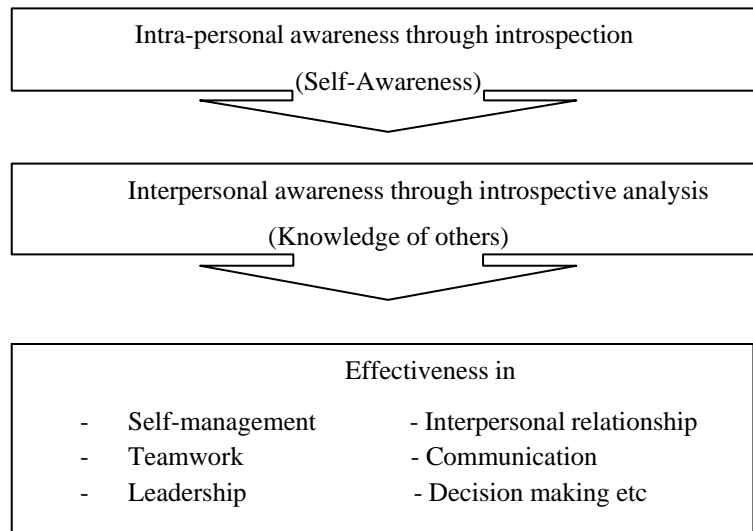 Intra-personal awareness through introspection
(Self-Awareness)
Interpersonal awareness through introspective analysis
(Knowledge of others)
Effectiveness in
- Self-management - Interpersonal relationship
- Teamwork - Communication
- Leadership - Decision making etc